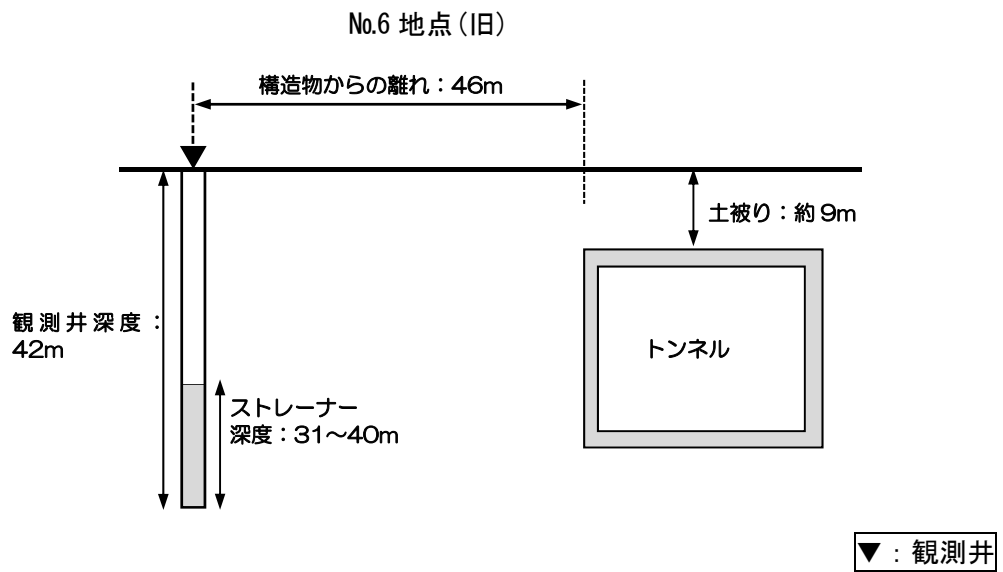 No.6 地点(旧)
構造物からの離れ:46m
土被り:約9m
観測井深度:
42m
トンネル
ストレーナー
深度:31~40m
▼:観測井